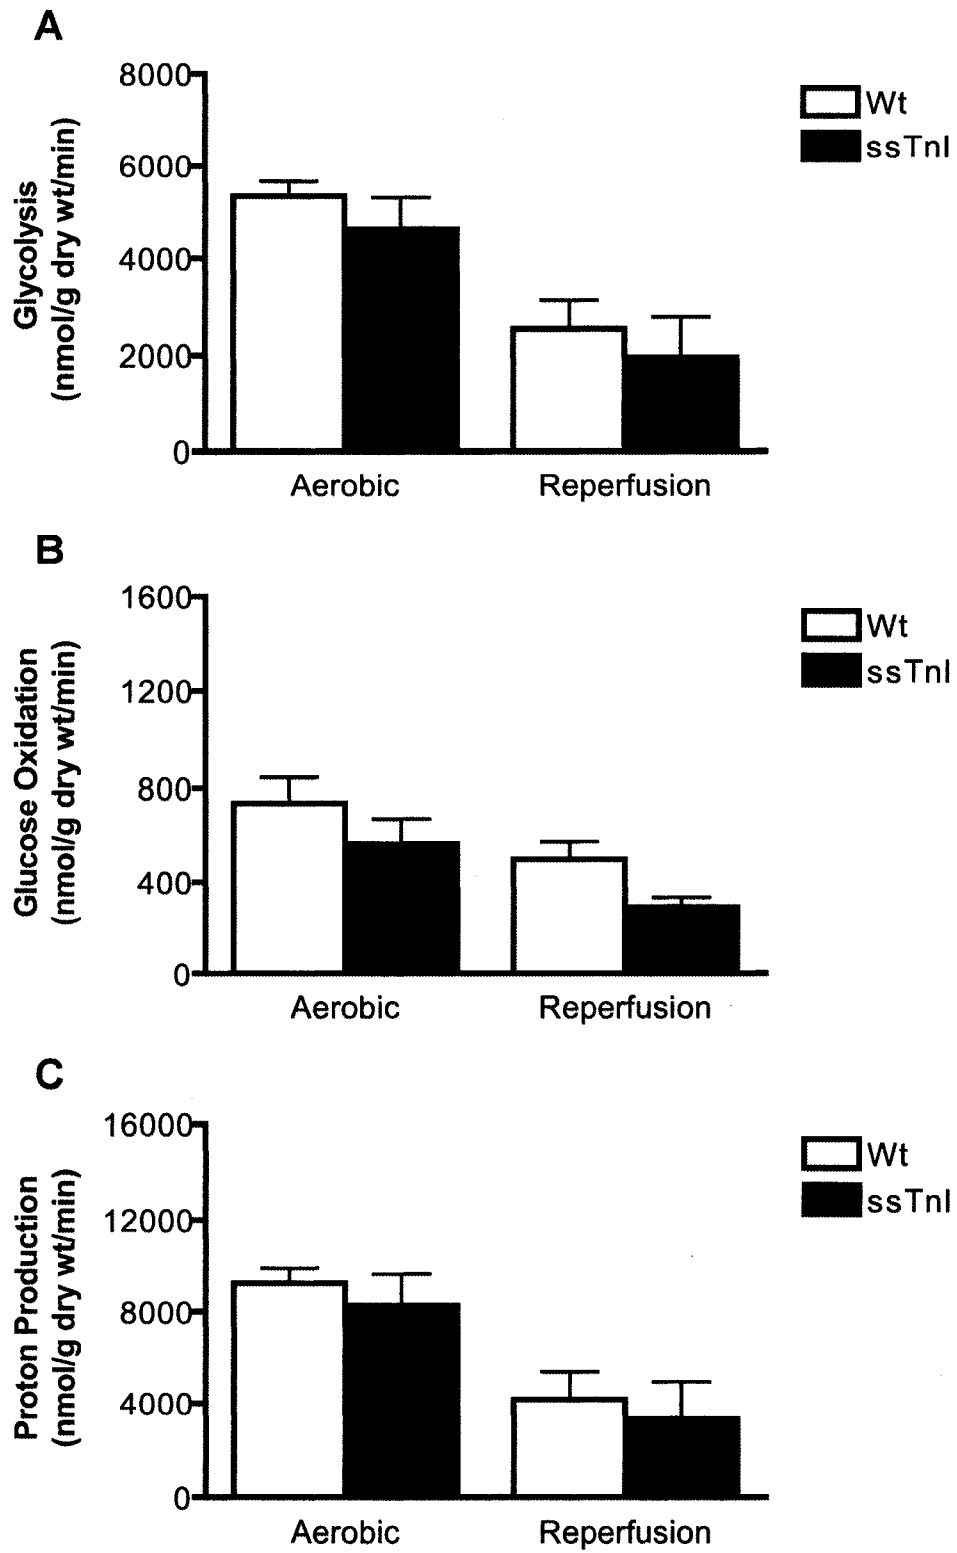 A
Glycolysis
(nmol/g dry wt/min)
8000
6000
4000
2000
0
Aerobic
Reperfusion
Wt
ssTnI
B
Glucose Oxidation
(nmol/g dry wt/min)
1600
1200
800
400
0
Aerobic
Reperfusion
Wt
ssTnI
C
Proton Production
(nmol/g dry wt/min)
16000
12000
8000
4000
0
Aerobic
Reperfusion
Wt
ssTnI